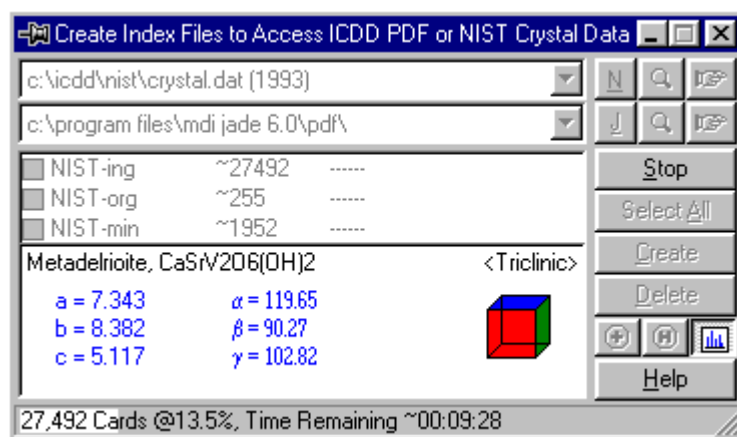 Create Index Files to Access ICDD PDF or NIST Crystal Data
c:\icdd\nist\crystal.dat (1993)
N
c:\program files\mdi jade 6.0\pdf\
J
NIST-ing ~27492 ------
NIST-org ~255 ------
NIST-min ~1952 ------
Stop
Select All
Create
Delete
Metadelrioite, CaSrV2O6(OH)2 <Triclinic>
a = 7.343 α = 119.65
b = 8.382 β = 90.27
c = 5.117 γ = 102.82
H
Help
27,492 Cards @13.5%, Time Remaining ~00:09:28